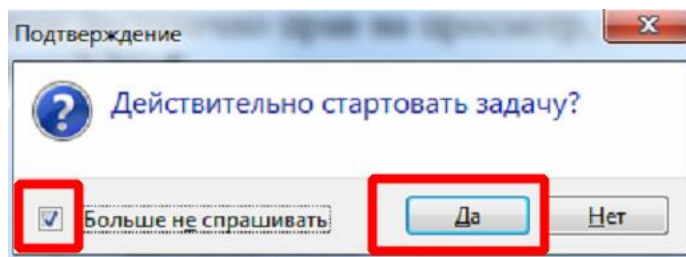 Подтверждение
Действительно стартовать задачу?
Больше не спрашивать
Да
Нет